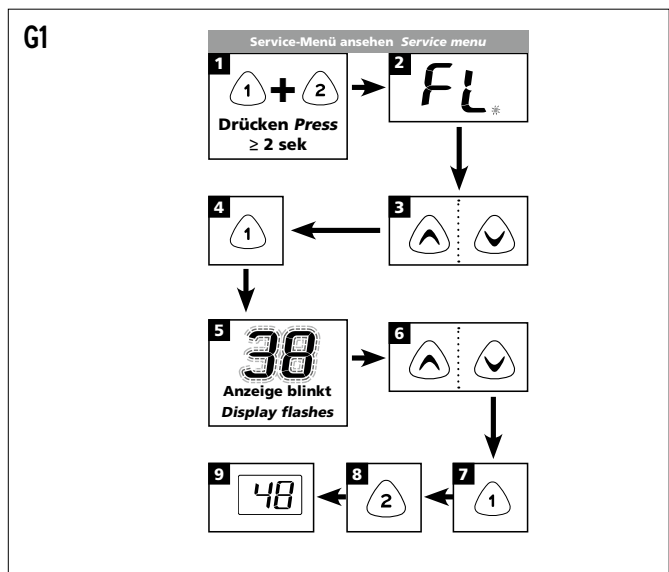 G1
Service-Menü ansehen Service menu
1
1 + 2
Drücken Press
≥ 2 sek
2
FL
3
4
1
5
38
Anzeige blinkt
Display flashes
6
7
1
8
2
9
48